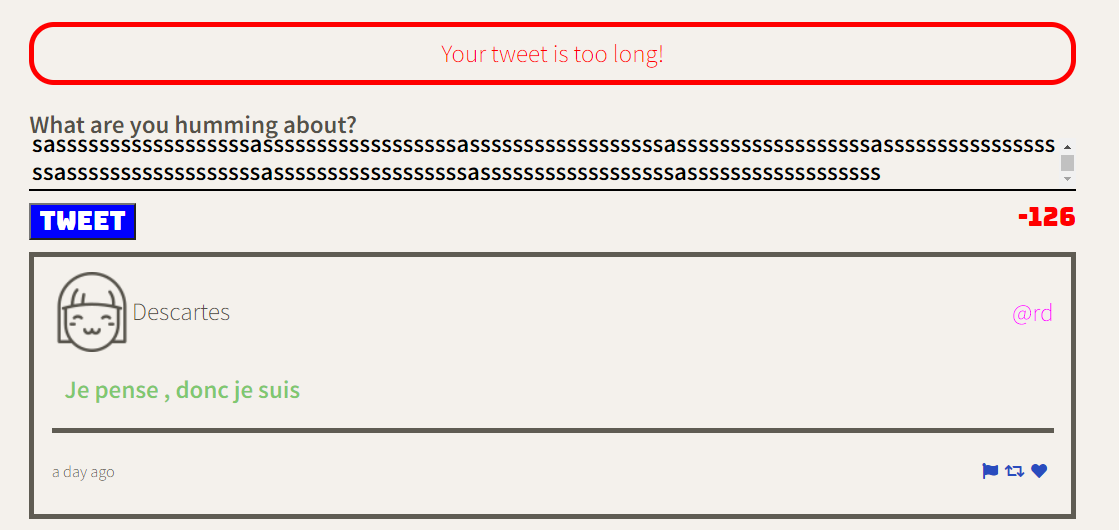 Your tweet is too long!
What are you humming about?
sassssssssssssssssssassssssssssssssssssassssssssssssssssssassssssssssssssssssassssssssssssssss
ssassssssssssssssssssassssssssssssssssssassssssssssssssssssassssssssssssssssss
TWEET
-126
Descartes
@rd
Je pense , donc je suis
a day ago